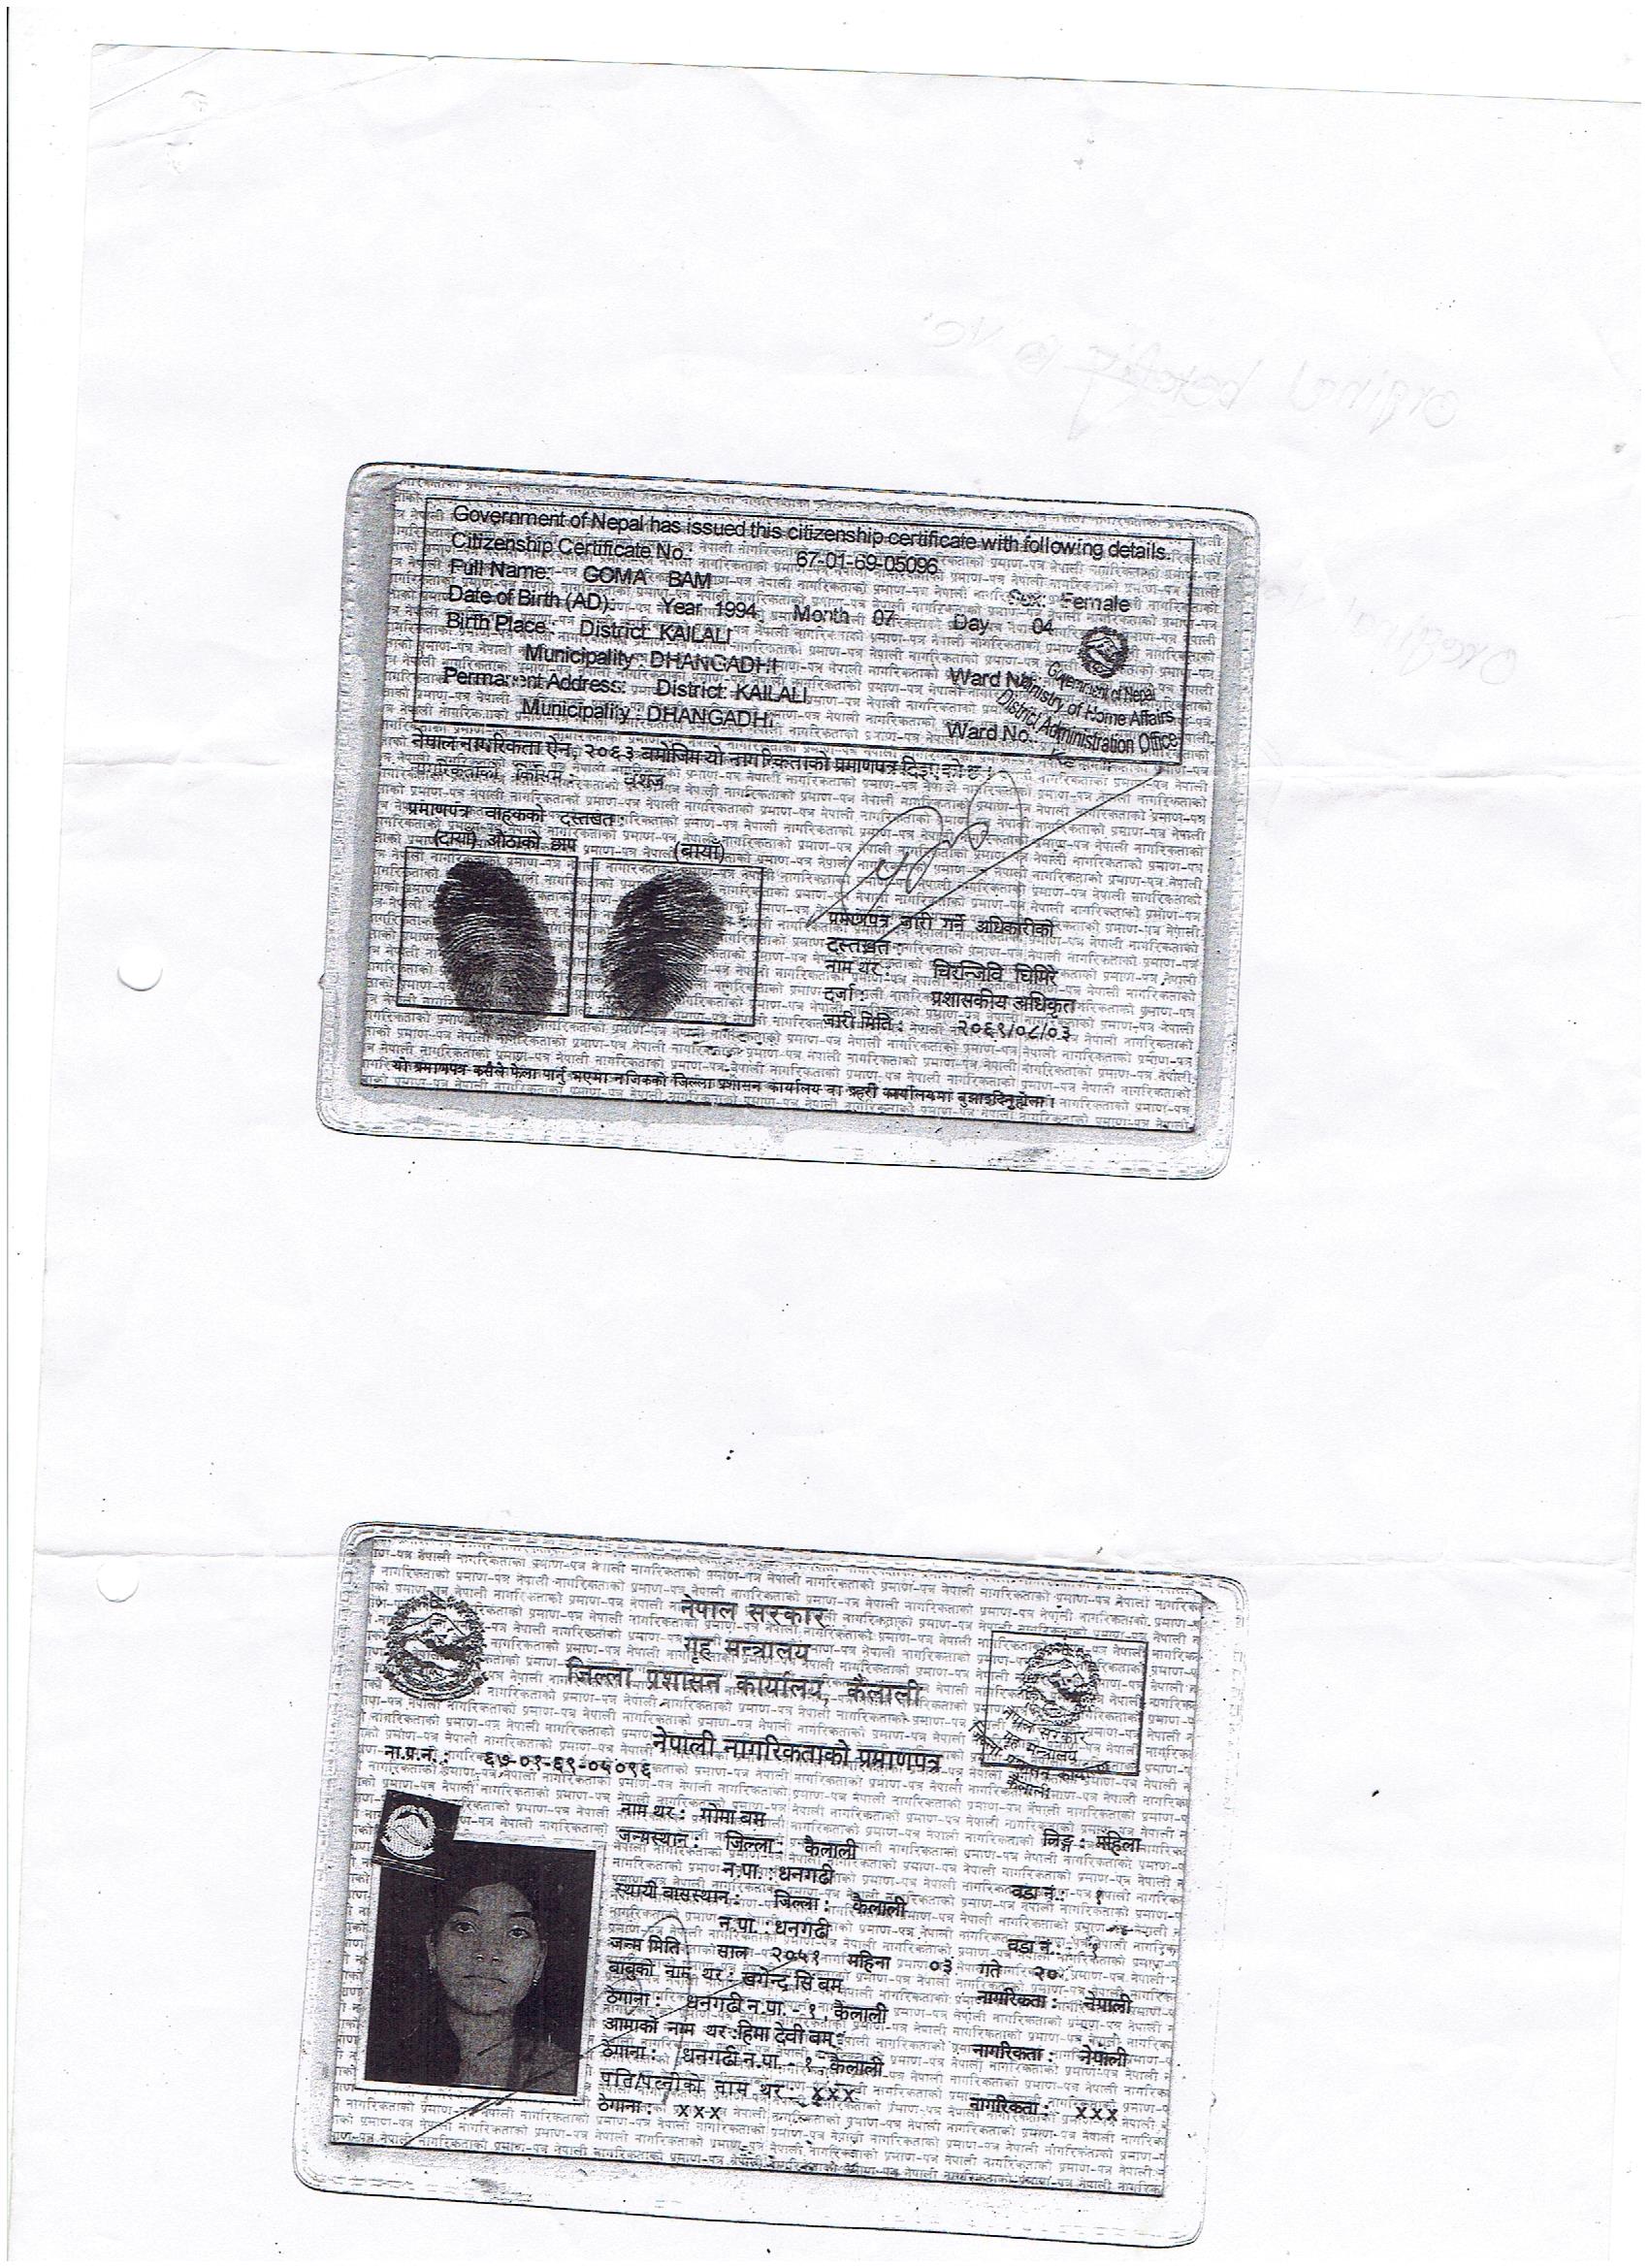 Government of Nepal has issued this citizenship certificate with following details.
Citizenship Certificate No.: 67-01-69-05096
Full Name: GOMA BAM Sex: Female
Date of Birth (AD): Year 1994 Month 07 Day 04
Birth Place: District: KAILALI
Municipality : DHANGADHI Ward No.
Permanent Address: District: KAILALI
Municipality : DHANGADHI Ward No.:
Government of Nepal
Ministry of Home Affairs
District Administration Office
नेपाल नागरिकता ऐन, २०६३ बमोजिम यो नागरिकताको प्रमाणपत्र दिइएको छ ।
नागरिकताको किसिम : वंशज
प्रमाणपत्र वाहकको दस्तखत :
(दायाँ) औंठाको छाप (बायाँ)
प्रमाणपत्र जारी गर्ने अधिकारीको
दस्तखत :
नाम थर : चिरन्जिवि घिमिरे
दर्जा : प्रशासकीय अधिकृत
जारी मिति : २०६९/०८/०३
यो प्रमाणपत्र कसैले फेला पार्नु भएमा नजिकको जिल्ला प्रशासन कार्यालय वा प्रहरी कार्यालयमा बुझाइदिनुहोला ।
नेपाल सरकार
गृह मन्त्रालय
जिल्ला प्रशासन कार्यालय, कैलाली
नेपाल सरकार
गृह मन्त्रालय
जिल्ला प्रशासन कार्यालय
कैलाली
नेपाली नागरिकताको प्रमाणपत्र
ना.प्र.नं. : ६७-०१-६९-०५०९६
नाम थर : गोमा बम लिङ्ग : महिला
जन्मस्थान : जिल्ला : कैलाली
न.पा. : धनगढी वडा नं.: १
स्थायी बासस्थान : जिल्ला : कैलाली
न.पा. : धनगढी वडा नं.: १
जन्म मिति : साल २०५१ महिना ०३ गते २०
बाबुको नाम थर : खगेन्द्र सिं बम
ठेगाना : धनगढी न.पा. - १, कैलाली नागरिकता : नेपाली
आमाको नाम थर : हिमा देवी बम
ठेगाना : धनगढी न.पा. - १, कैलाली नागरिकता : नेपाली
पति/पत्नीको नाम थर : XXX
ठेगाना : XXX नागरिकता : XXX